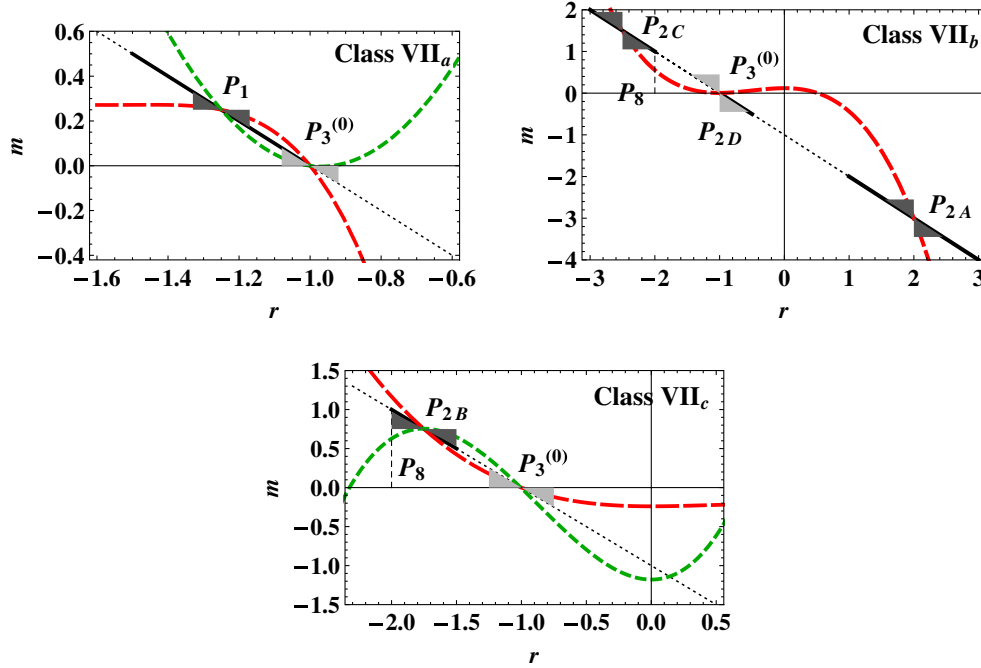 Class VII_a
Class VII_b
m
0.6
0.4
0.2
0.0
−0.2
−0.4
P_1
P_3^(0)
−1.6 −1.4 −1.2 −1.0 −0.8 −0.6
r
m
2
1
0
−1
−2
−3
−4
P_2C
P_3^(0)
P_8
P_2D
P_2A
−3 −2 −1 0 1 2 3
r
Class VII_c
m
1.5
1.0
0.5
0.0
−0.5
−1.0
−1.5
P_2B
P_8
P_3^(0)
−2.0 −1.5 −1.0 −0.5 0.0 0.5
r